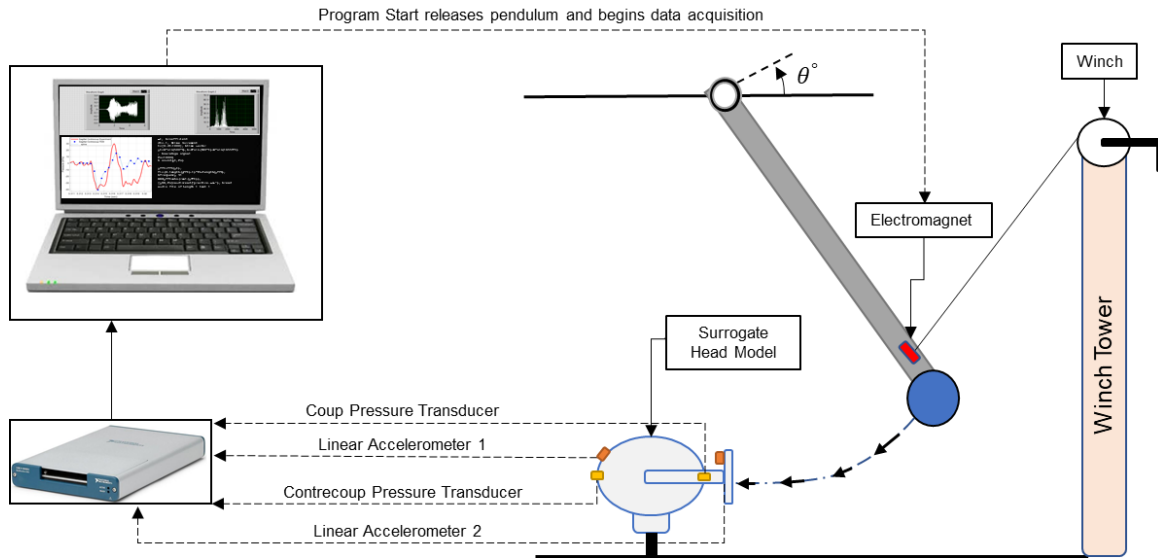 Program Start releases pendulum and begins data acquisition
θ°
Winch
Electromagnet
Winch Tower
Surrogate
Head Model
Coup Pressure Transducer
Linear Accelerometer 1
Contrecoup Pressure Transducer
Linear Accelerometer 2